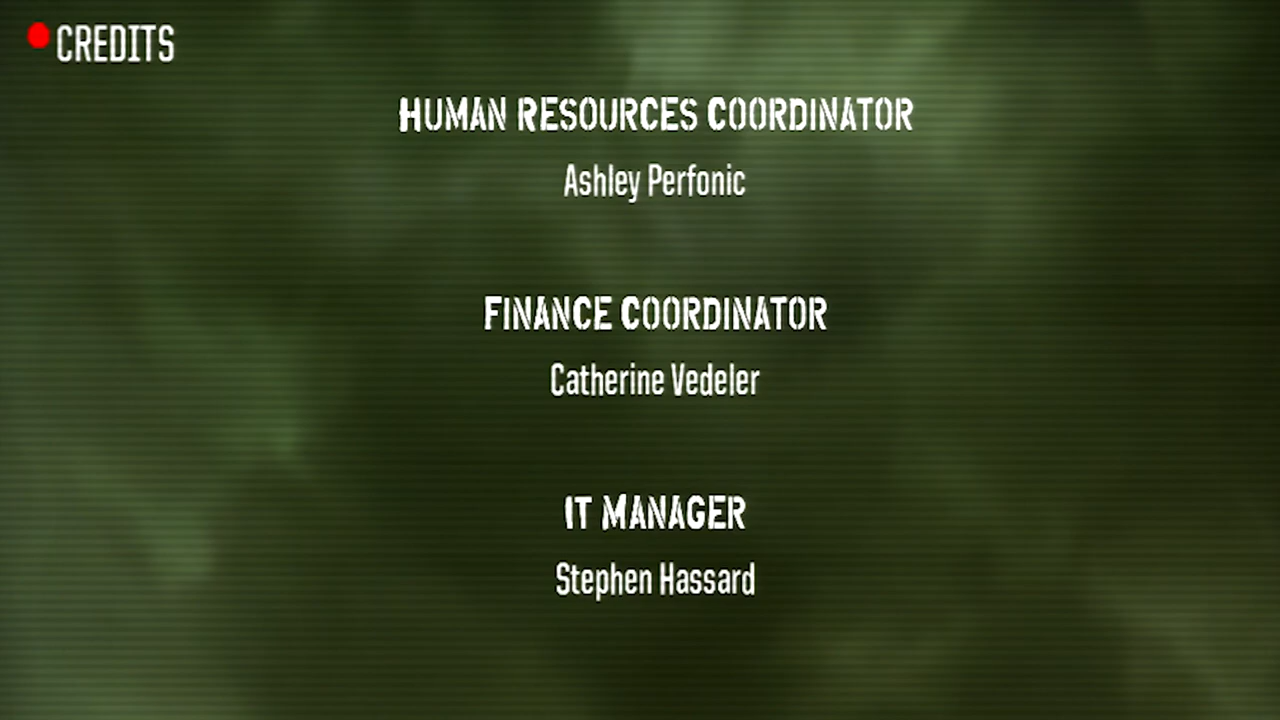 CREDITS
HUMAN RESOURCES COORDINATOR
Ashley Perfonic
FINANCE COORDINATOR
Catherine Vedeler
IT MANAGER
Stephen Hassard